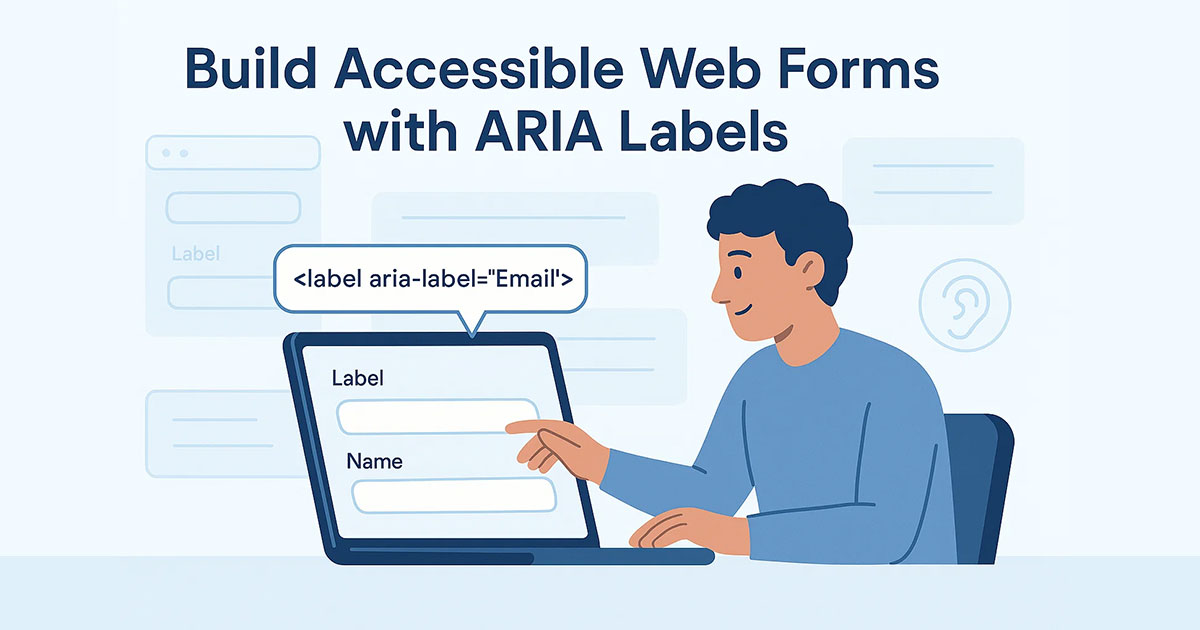 Build Accessible Web Forms
with ARIA Labels
Label
<label aria-label="Email'>
Label
Name